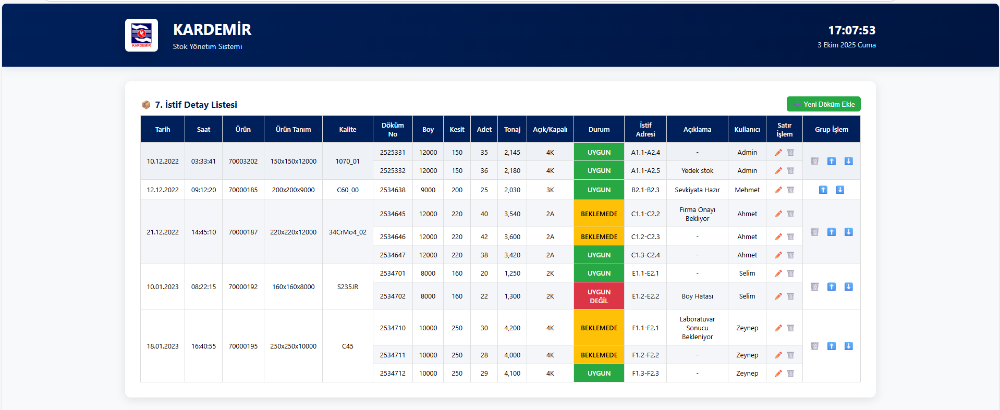 KARDEMİR
KARDEMİR
Stok Yönetim Sistemi
17:07:53
3 Ekim 2025 Cuma
7. İstif Detay Listesi
Yeni Döküm Ekle
Tarih Saat Ürün Ürün Tanım Kalite Döküm No Boy Kesit Adet Tonaj Açık/Kapalı Durum İstif Adresi Açıklama Kullanıcı Satır İşlem Grup İşlem
10.12.2022 03:33:41 70003202 150x150x12000 1070_01 2525331 12000 150 35 2,145 4K UYGUN A1.1-A2.4 - Admin
2525332 12000 150 36 2,180 4K UYGUN A1.1-A2.5 Yedek stok Admin
12.12.2022 09:12:20 70000185 200x200x9000 C60_00 2534638 9000 200 25 2,030 3K UYGUN B2.1-B2.3 Sevkiyata Hazır Mehmet
21.12.2022 14:45:10 70000187 220x220x12000 34CrMo4_02 2534645 12000 220 40 3,540 2A BEKLEMEDE C1.1-C2.2 Firma Onayı Bekliyor Ahmet
2534646 12000 220 42 3,600 2A BEKLEMEDE C1.2-C2.3 - Ahmet
2534647 12000 220 38 3,420 2A UYGUN C1.3-C2.4 - Ahmet
10.01.2023 08:22:15 70000192 160x160x8000 S235JR 2534701 8000 160 20 1,250 2K UYGUN E1.1-E2.1 - Selim
2534702 8000 160 22 1,300 2K UYGUN DEĞİL E1.2-E2.2 Boy Hatası Selim
18.01.2023 16:40:55 70000195 250x250x10000 C45 2534710 10000 250 30 4,200 4K BEKLEMEDE F1.1-F2.1 Laboratuvar Sonucu Bekleniyor Zeynep
2534711 10000 250 28 4,000 4K BEKLEMEDE F1.2-F2.2 - Zeynep
2534712 10000 250 29 4,100 4K UYGUN F1.3-F2.3 - Zeynep